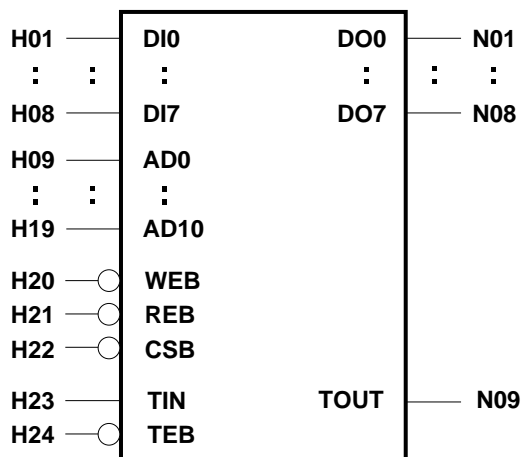 H01 DI0 DO0 N01
: : : : : :
H08 DI7 DO7 N08
H09 AD0
: : :
H19 AD10
H20 WEB
H21 REB
H22 CSB
H23 TIN TOUT N09
H24 TEB